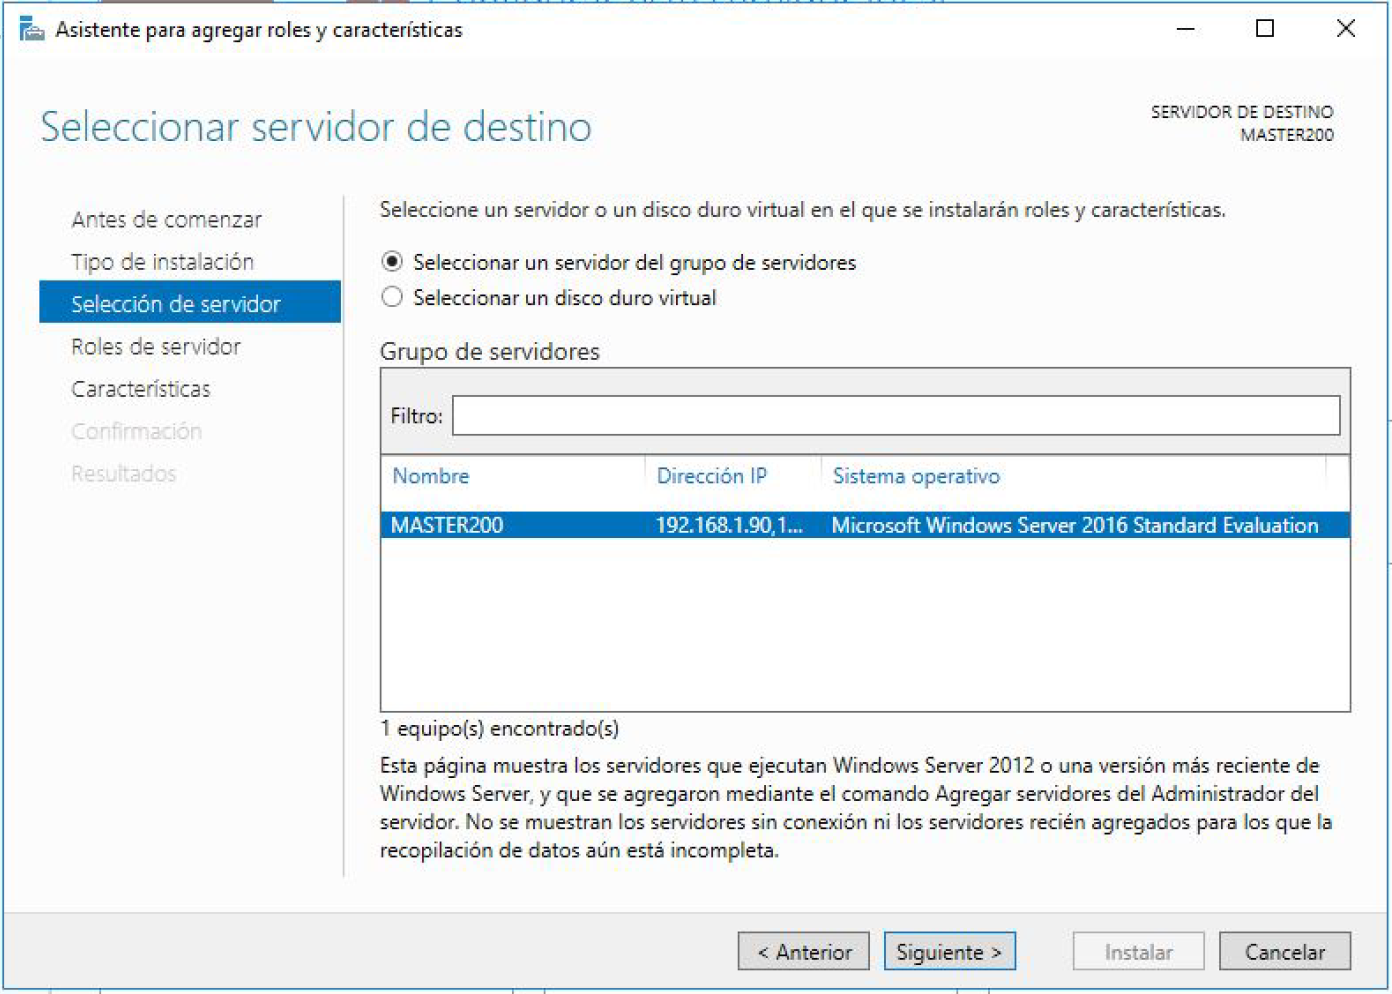 Asistente para agregar roles y características
Seleccionar servidor de destino
SERVIDOR DE DESTINO
MASTER200
Antes de comenzar
Tipo de instalación
Selección de servidor
Roles de servidor
Características
Confirmación
Resultados
Seleccione un servidor o un disco duro virtual en el que se instalarán roles y características.
Seleccionar un servidor del grupo de servidores
Seleccionar un disco duro virtual
Grupo de servidores
Filtro:
Nombre Dirección IP Sistema operativo
MASTER200 192.168.1.90,1... Microsoft Windows Server 2016 Standard Evaluation
1 equipo(s) encontrado(s)
Esta página muestra los servidores que ejecutan Windows Server 2012 o una versión más reciente de
Windows Server, y que se agregaron mediante el comando Agregar servidores del Administrador del
servidor. No se muestran los servidores sin conexión ni los servidores recién agregados para los que la
recopilación de datos aún está incompleta.
< Anterior Siguiente > Instalar Cancelar